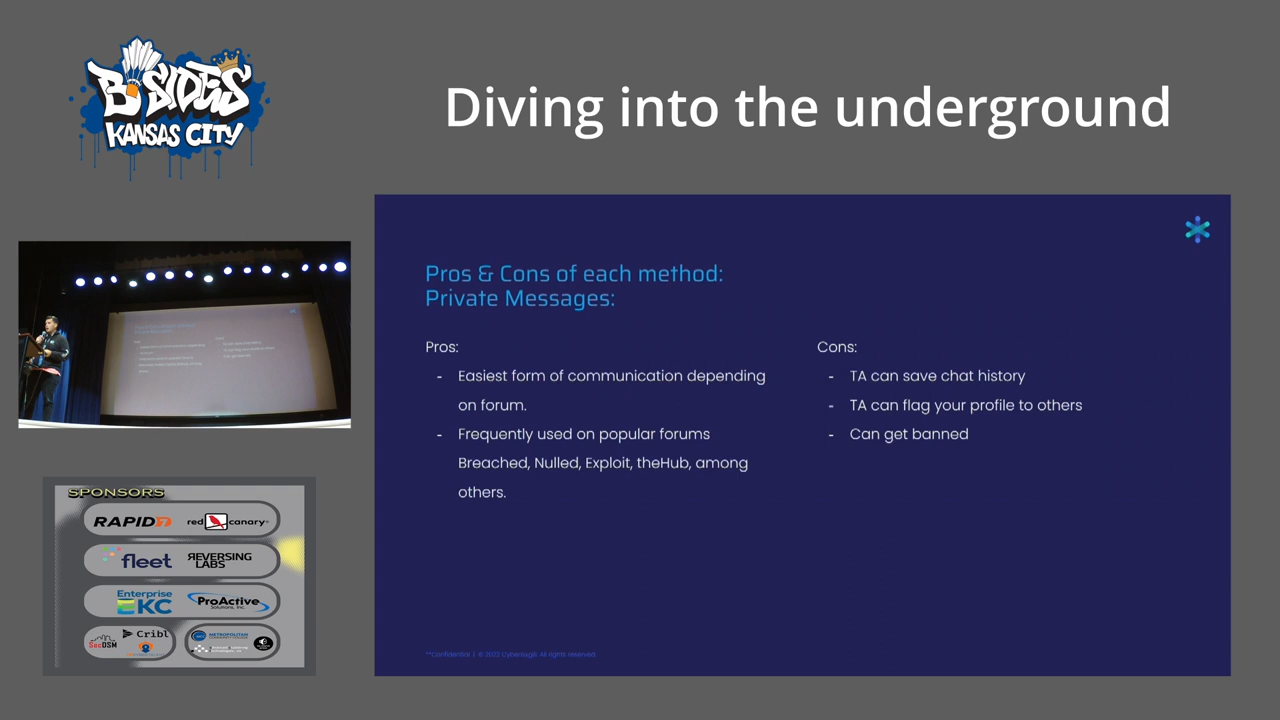 B-SIDES
KANSAS CITY
Diving into the underground
Pros & Cons of each method:
Private Messages:
Pros:
- Easiest form of communication depending
on forum.
- Frequently used on popular forums
Breached, Nulled, Exploit, theHub, among
others.
Cons:
- TA can save chat history
- TA can flag your profile to others
- Can get banned
SPONSORS
RAPID7
red canary
fleet
REVERSING
LABS
Enterprise
EKC
ProActive
Solutions, Inc.
SecDSM
Cribl
METROPOLITAN